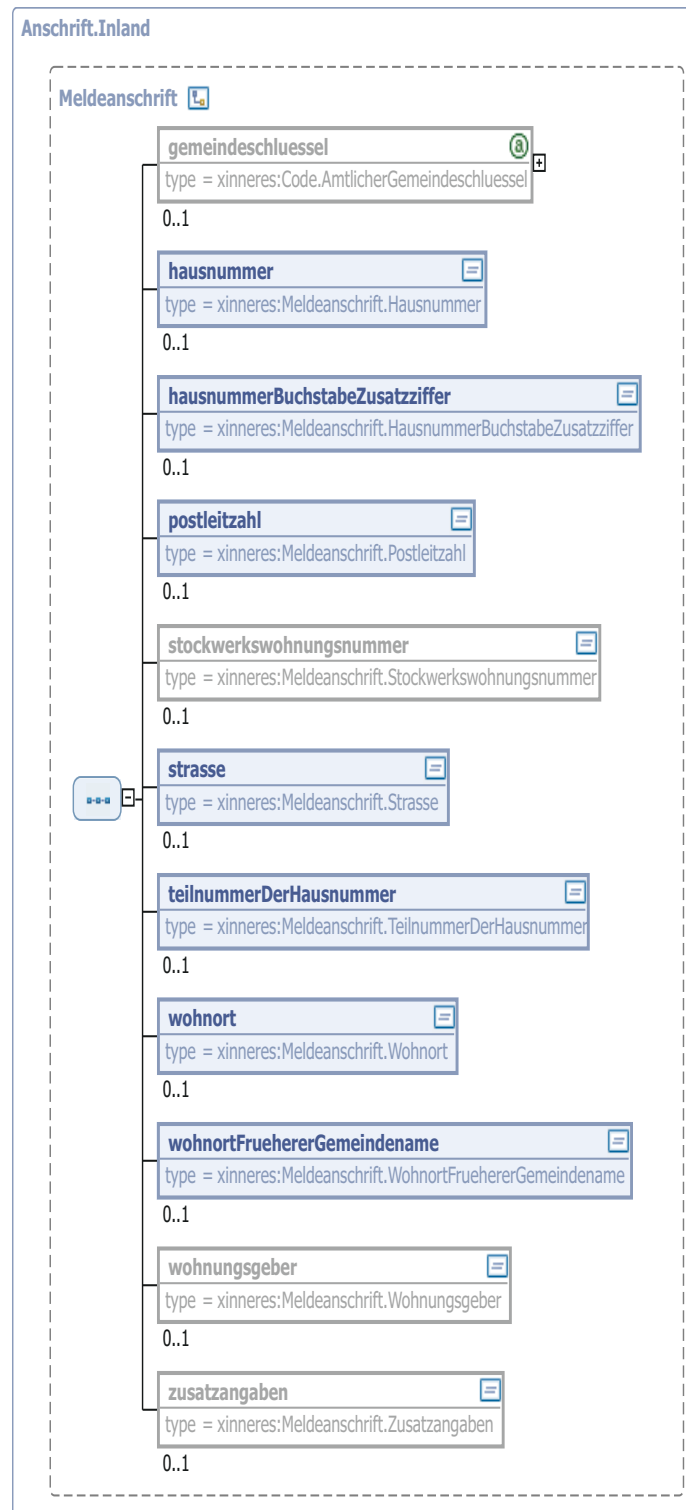 Anschrift.Inland
Meldeanschrift
gemeindeschluessel
type = xinneres:Code.AmtlicherGemeindeschluessel
0..1
hausnummer
type = xinneres:Meldeanschrift.Hausnummer
0..1
hausnummerBuchstabeZusatzziffer
type = xinneres:Meldeanschrift.HausnummerBuchstabeZusatzziffer
0..1
postleitzahl
type = xinneres:Meldeanschrift.Postleitzahl
0..1
stockwerkswohnungsnummer
type = xinneres:Meldeanschrift.Stockwerkswohnungsnummer
0..1
strasse
type = xinneres:Meldeanschrift.Strasse
0..1
teilnummerDerHausnummer
type = xinneres:Meldeanschrift.TeilnummerDerHausnummer
0..1
wohnort
type = xinneres:Meldeanschrift.Wohnort
0..1
wohnortFruehererGemeindename
type = xinneres:Meldeanschrift.WohnortFruehererGemeindename
0..1
wohnungsgeber
type = xinneres:Meldeanschrift.Wohnungsgeber
0..1
zusatzangaben
type = xinneres:Meldeanschrift.Zusatzangaben
0..1